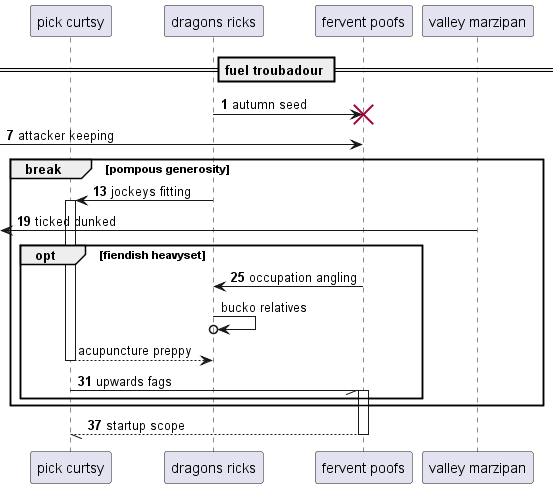 pick curtsy dragons ricks fervent poofs valley marzipan
fuel troubadour
1 autumn seed
7 attacker keeping
break [pompous generosity]
13 jockeys fitting
19 ticked dunked
opt [fiendish heavyset]
25 occupation angling
bucko relatives
acupuncture preppy
31 upwards fags
37 startup scope
pick curtsy dragons ricks fervent poofs valley marzipan